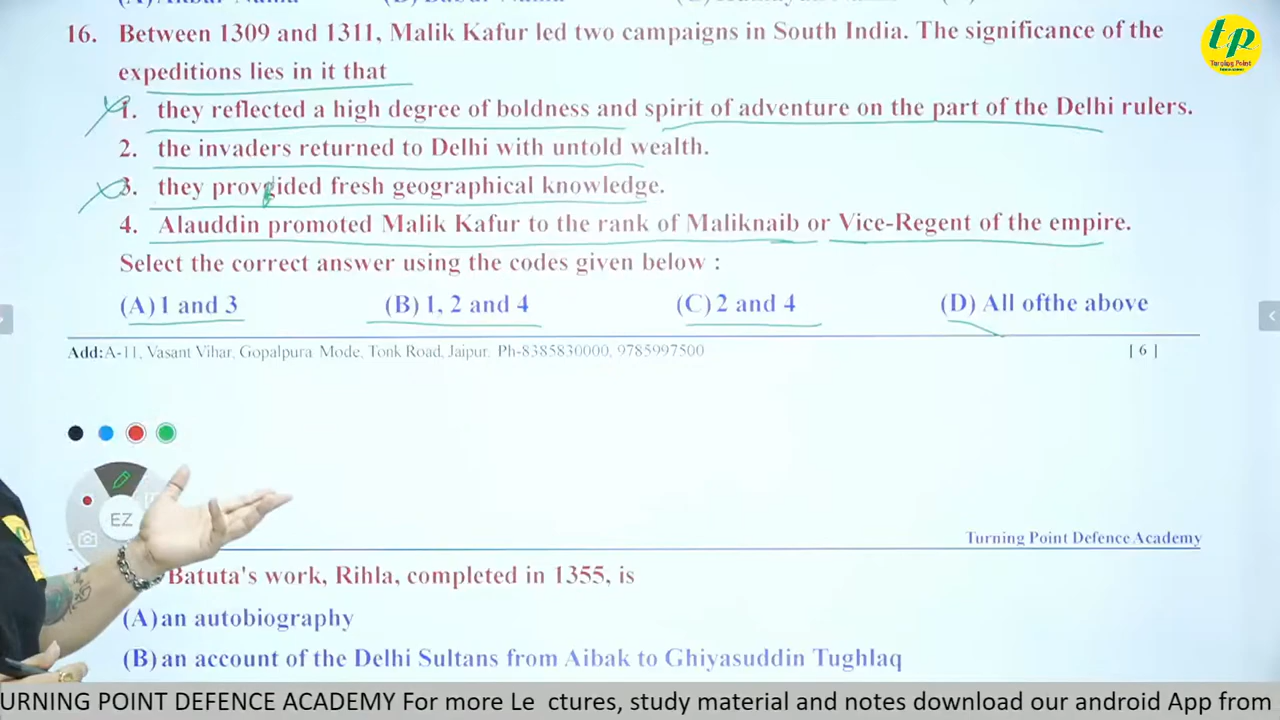 16. Between 1309 and 1311, Malik Kafur led two campaigns in South India. The significance of the
expeditions lies in it that
1. they reflected a high degree of boldness and spirit of adventure on the part of the Delhi rulers.
2. the invaders returned to Delhi with untold wealth.
3. they provgided fresh geographical knowledge.
4. Alauddin promoted Malik Kafur to the rank of Maliknaib or Vice-Regent of the empire.
Select the correct answer using the codes given below :
(A) 1 and 3 (B) 1, 2 and 4 (C) 2 and 4 (D) All ofthe above
Add:A-11, Vasant Vihar, Gopalpura Mode, Tonk Road, Jaipur. Ph-8385830000, 9785997500 | 6 |
tp
Turning Point
EZ
Turning Point Defence Academy
Batuta's work, Rihla, completed in 1355, is
(A) an autobiography
(B) an account of the Delhi Sultans from Aibak to Ghiyasuddin Tughlaq
URNING POINT DEFENCE ACADEMY For more Le ctures, study material and notes download our android App from